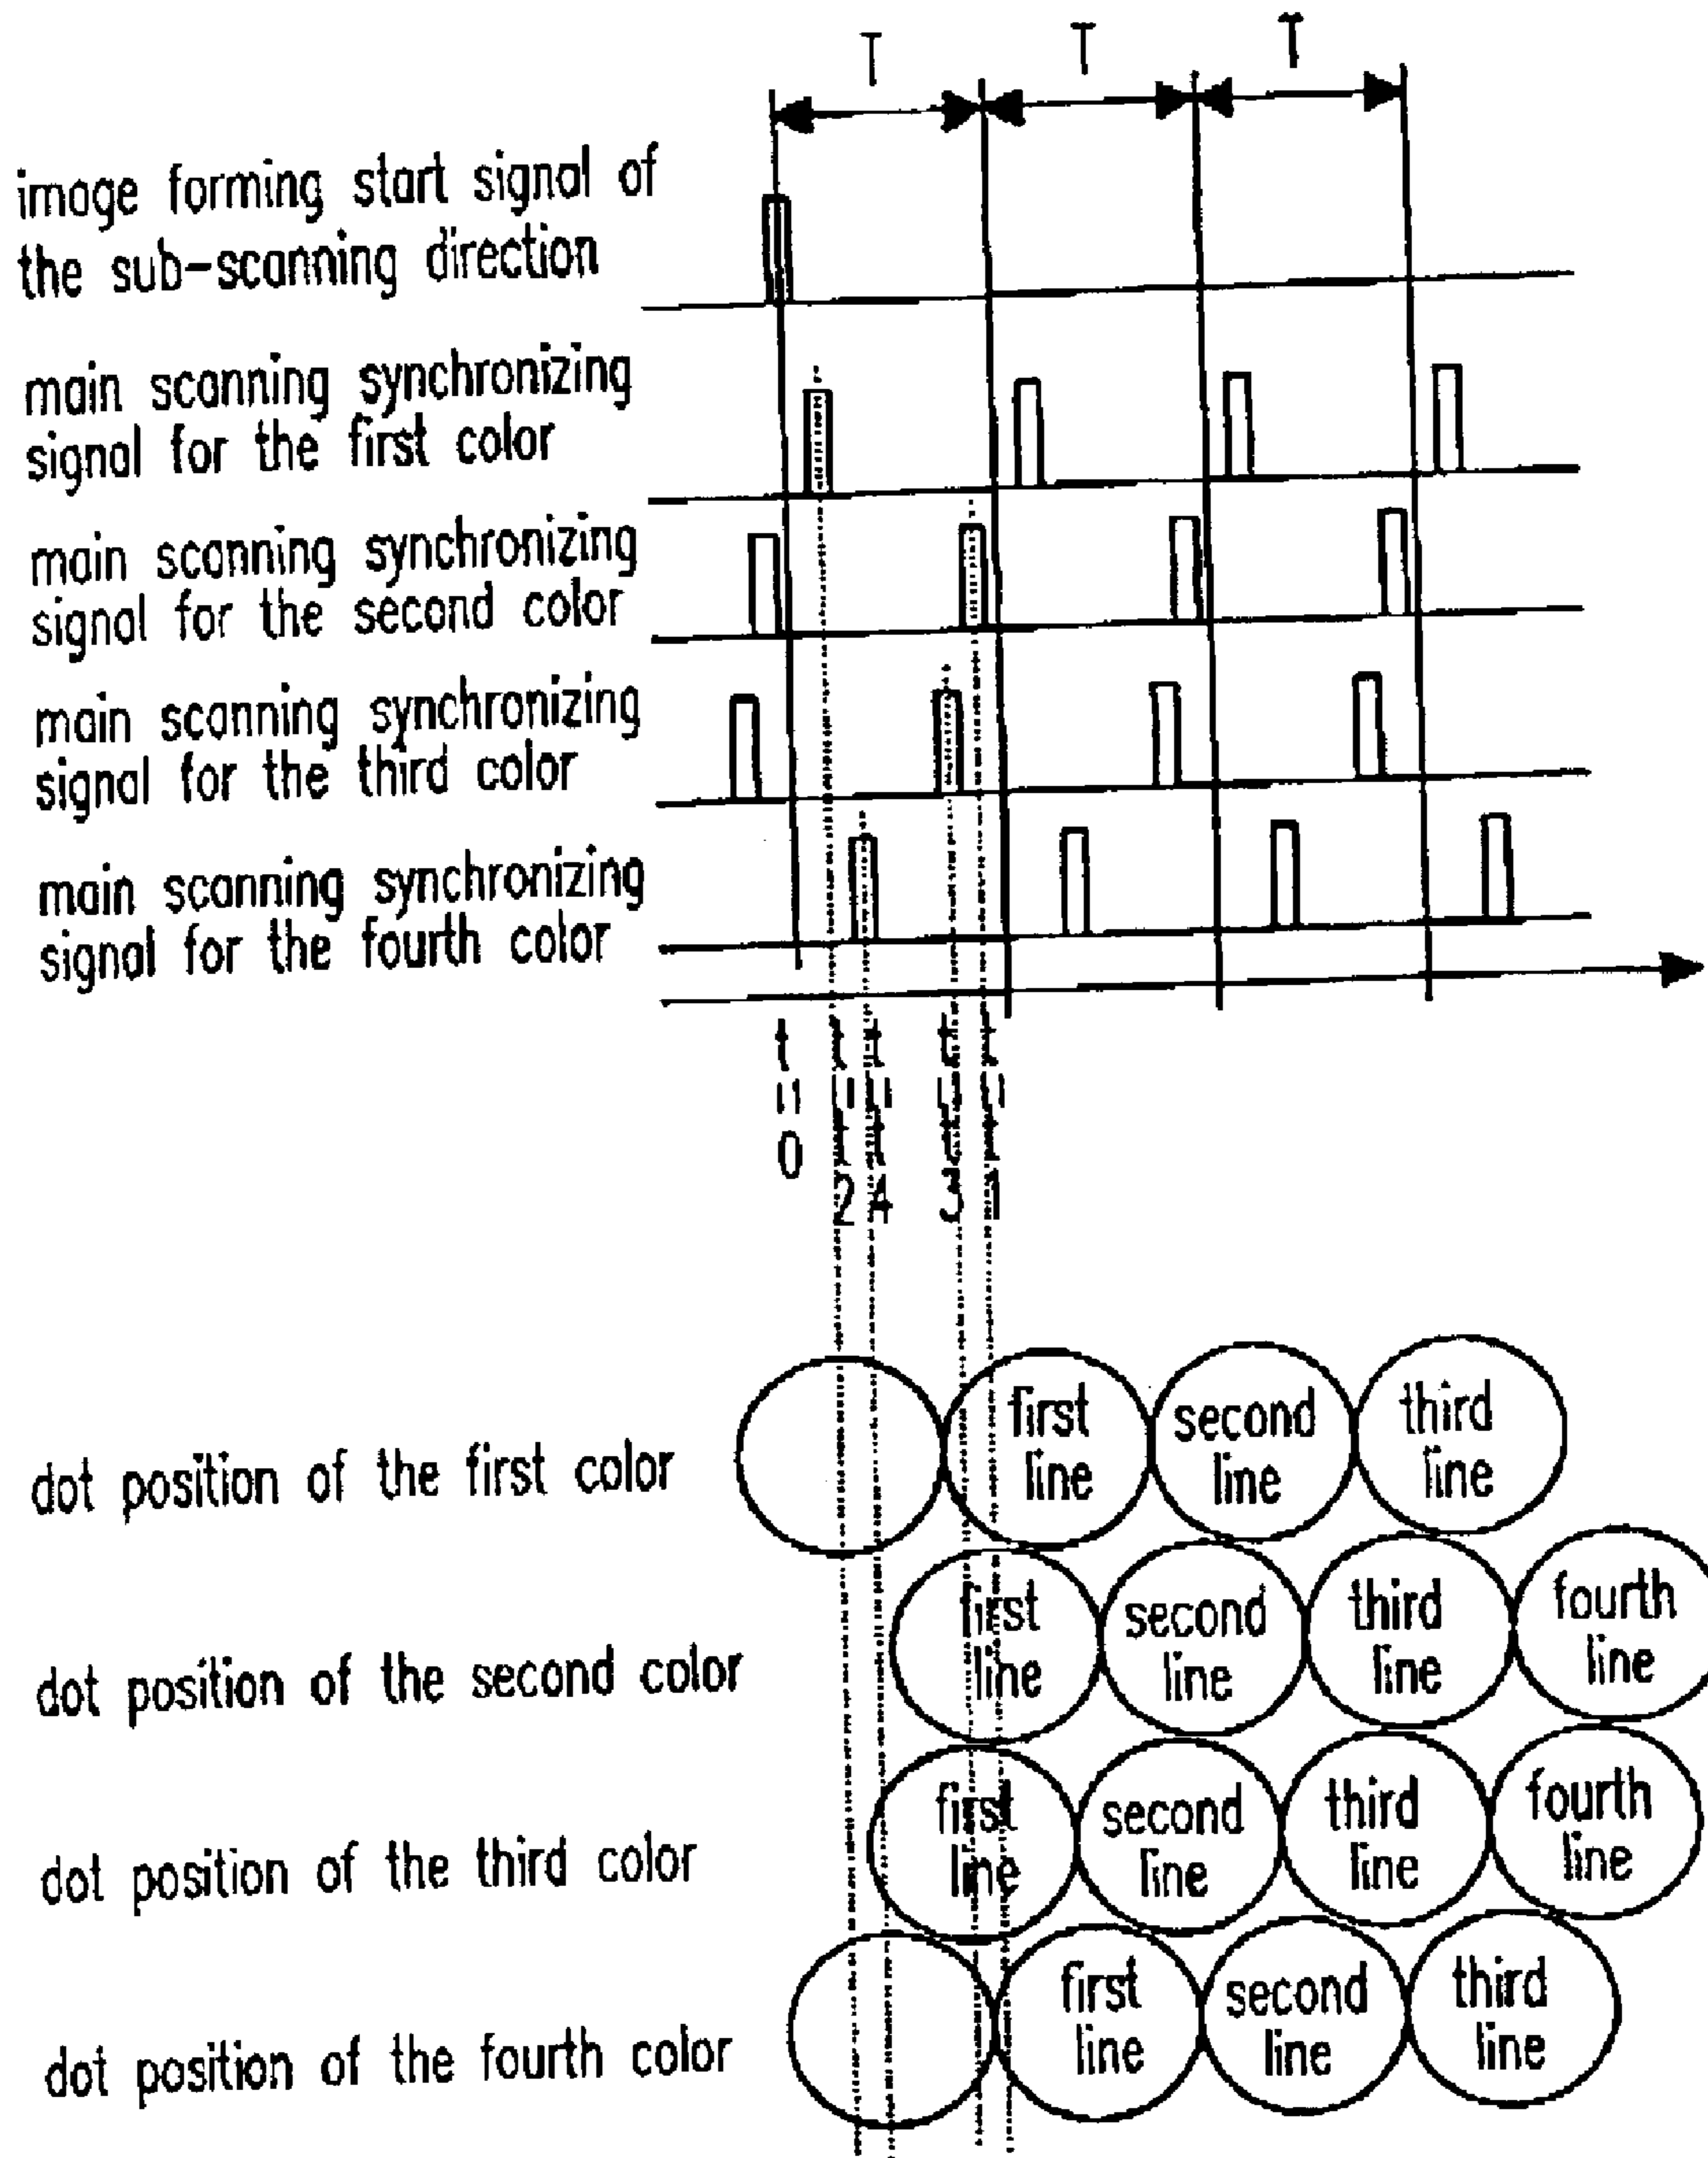 T T T
image forming start signal of
the sub-scanning direction
main scanning synchronizing
signal for the first color
main scanning synchronizing
signal for the second color
main scanning synchronizing
signal for the third color
main scanning synchronizing
signal for the fourth color
t=0
dot position of the first color
first line
second line
third line
dot position of the second color
first line
second line
third line
fourth line
dot position of the third color
first line
second line
third line
fourth line
dot position of the fourth color
first line
second line
third line